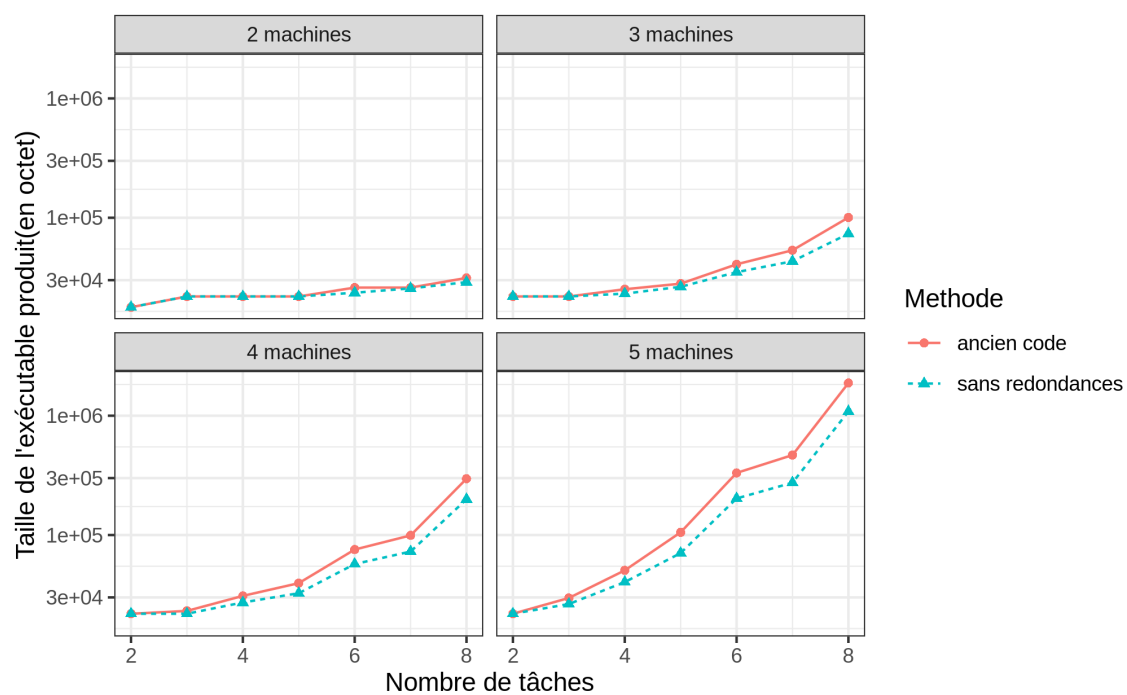 2 machines
3 machines
1e+06
3e+05
1e+05
3e+04
4 machines
5 machines
1e+06
3e+05
1e+05
3e+04
2
4
6
8
2
4
6
8
Nombre de tâches
Taille de l'exécutable produit(en octet)
Methode
ancien code
sans redondances